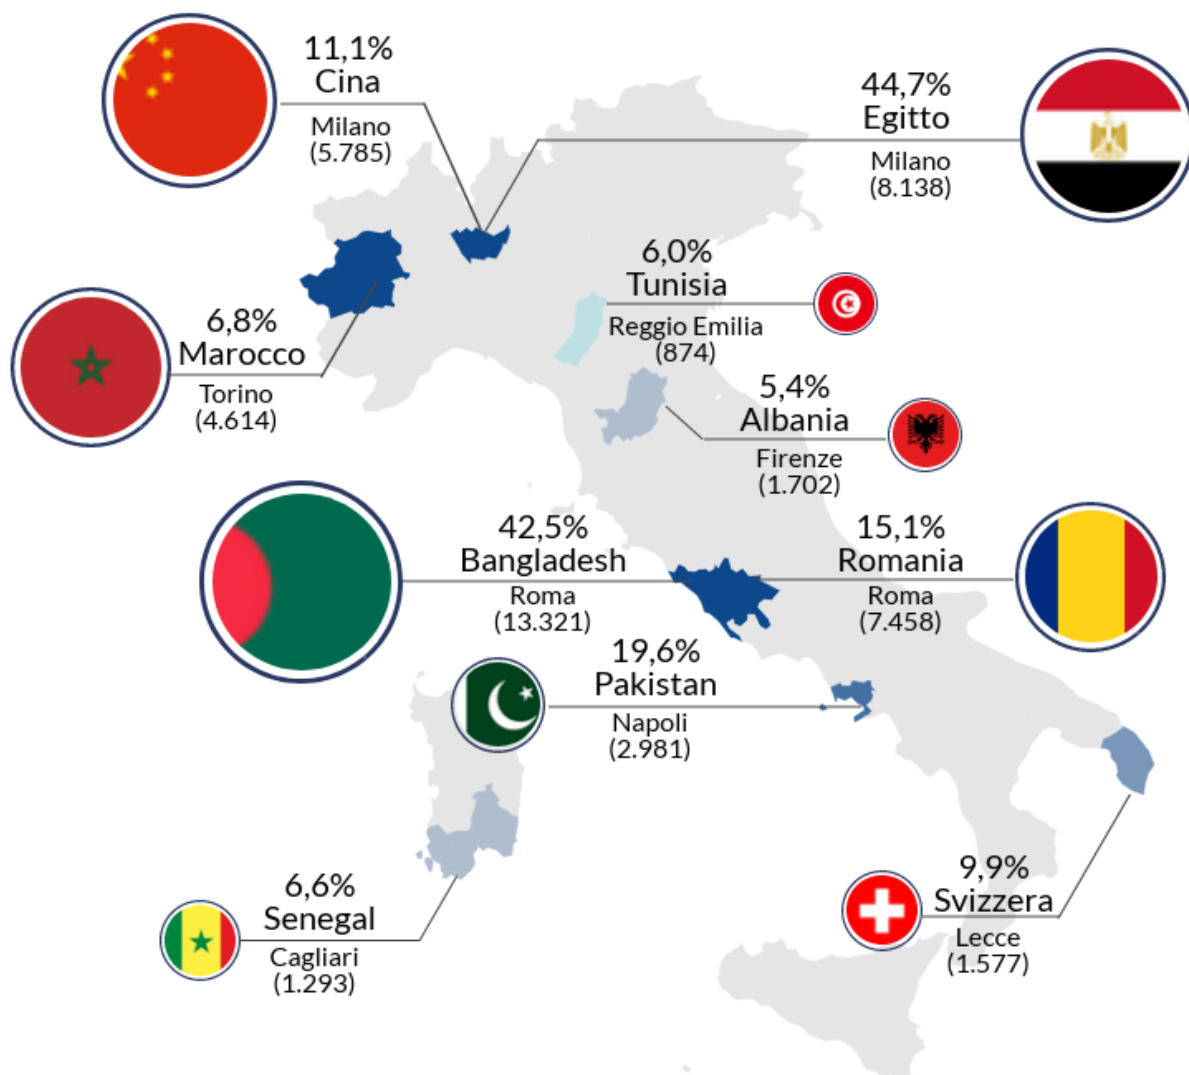 11,1%
Cina
Milano
(5.785)
44,7%
Egitto
Milano
(8.138)
6,0%
Tunisia
Reggio Emilia
(874)
6,8%
Marocco
Torino
(4.614)
5,4%
Albania
Firenze
(1.702)
42,5%
Bangladesh
Roma
(13.321)
15,1%
Romania
Roma
(7.458)
19,6%
Pakistan
Napoli
(2.981)
9,9%
Svizzera
Lecce
(1.577)
6,6%
Senegal
Cagliari
(1.293)